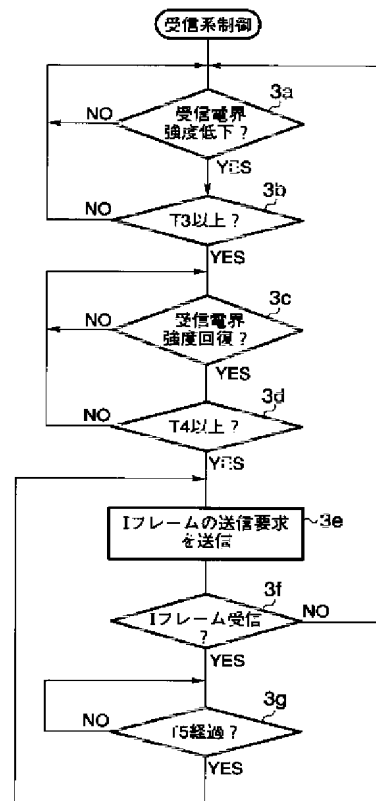 受信系制御
3a
受信電界
強度低下？
NO
YES
3b
T3以上？
NO
YES
3c
受信電界
強度回復？
NO
YES
3d
T4以上？
NO
YES
Iフレームの送信要求
を送信
3e
3f
Iフレーム受信
？
NO
YES
3g
T5経過？
NO
YES